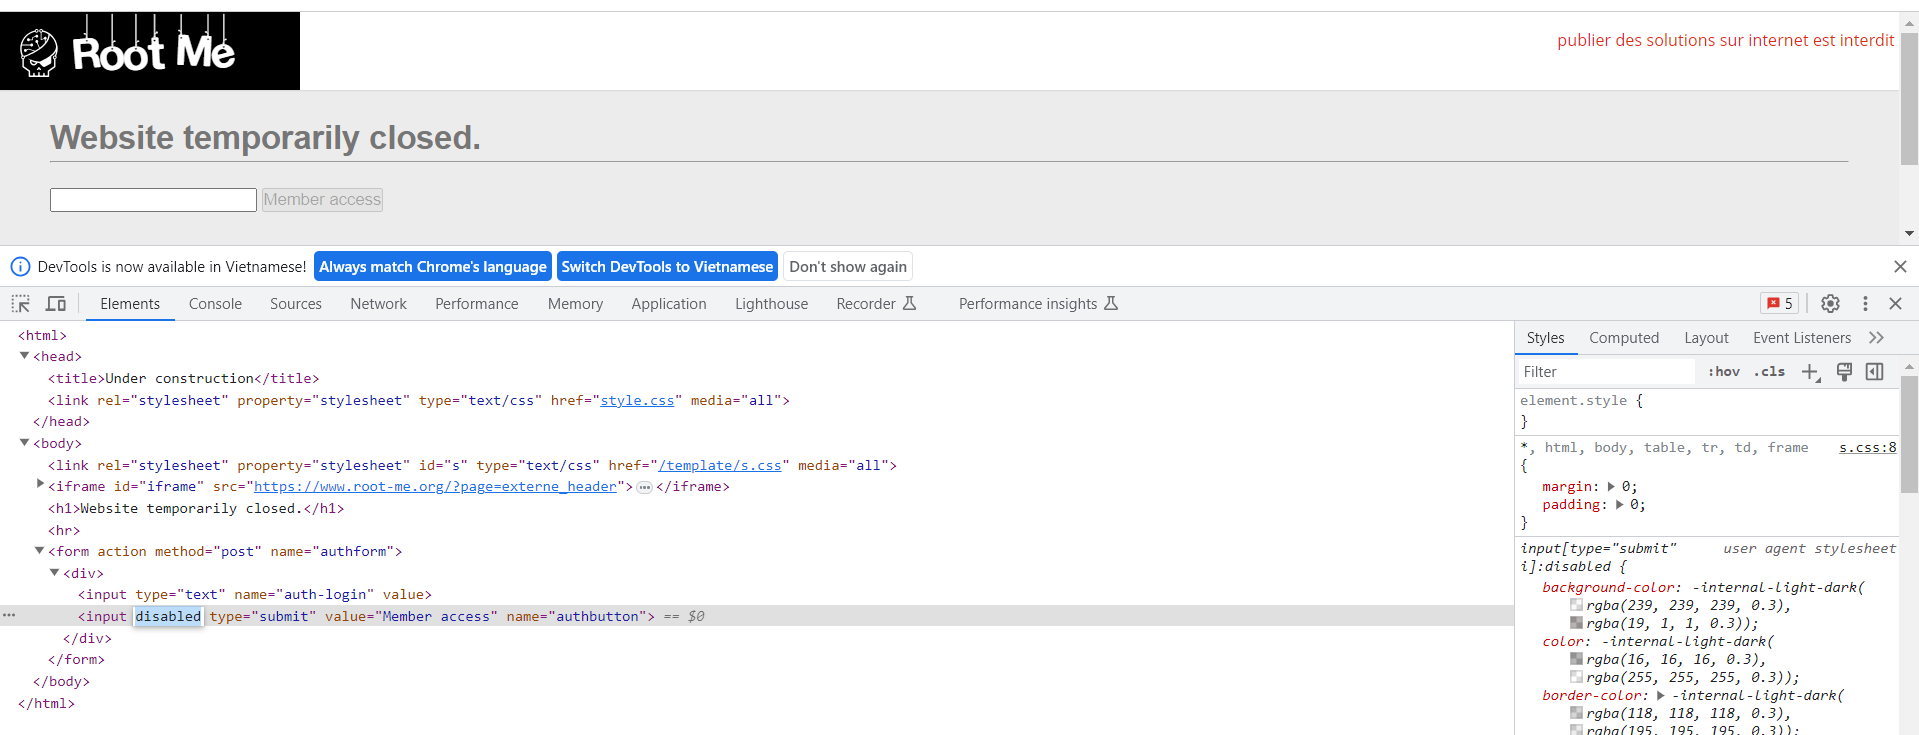 Root Me
publier des solutions sur internet est interdit
Website temporarily closed.
Member access
DevTools is now available in Vietnamese! Always match Chrome's language Switch DevTools to Vietnamese Don't show again
Elements Console Sources Network Performance Memory Application Lighthouse Recorder Performance insights 5
<html>
<head>
<title>Under construction</title>
<link rel="stylesheet" property="stylesheet" type="text/css" href="style.css" media="all">
</head>
<body>
<link rel="stylesheet" property="stylesheet" id="s" type="text/css" href="/template/s.css" media="all">
<iframe id="iframe" src="https://www.root-me.org/?page=externe_header">…</iframe>
<h1>Website temporarily closed.</h1>
<hr>
<form action method="post" name="authform">
<div>
<input type="text" name="auth-login" value>
<input disabled type="submit" value="Member access" name="authbutton"> == $0
</div>
</form>
</body>
</html>
Styles Computed Layout Event Listeners
Filter :hov .cls
element.style {
}
*, html, body, table, tr, td, frame s.css:8
{
margin: 0;
padding: 0;
}
input[type="submit" user agent stylesheet
i]:disabled {
background-color: -internal-light-dark(
rgba(239, 239, 239, 0.3),
rgba(19, 1, 1, 0.3));
color: -internal-light-dark(
rgba(16, 16, 16, 0.3),
rgba(255, 255, 255, 0.3));
border-color: -internal-light-dark(
rgba(118, 118, 118, 0.3),
rgba(195, 195, 195, 0.3));